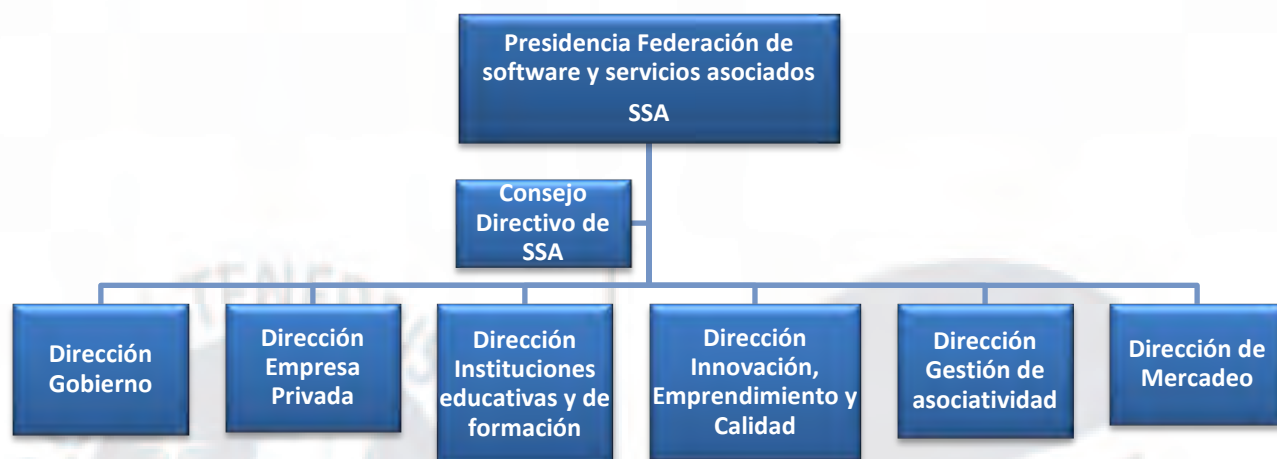 Presidencia Federación de
software y servicios asociados
SSA
Consejo
Directivo de
SSA
Dirección
Gobierno
Dirección
Empresa
Privada
Dirección
Instituciones
educativas y de
formación
Dirección
Innovación,
Emprendimiento y
Calidad
Dirección
Gestión de
asociatividad
Dirección de
Mercadeo